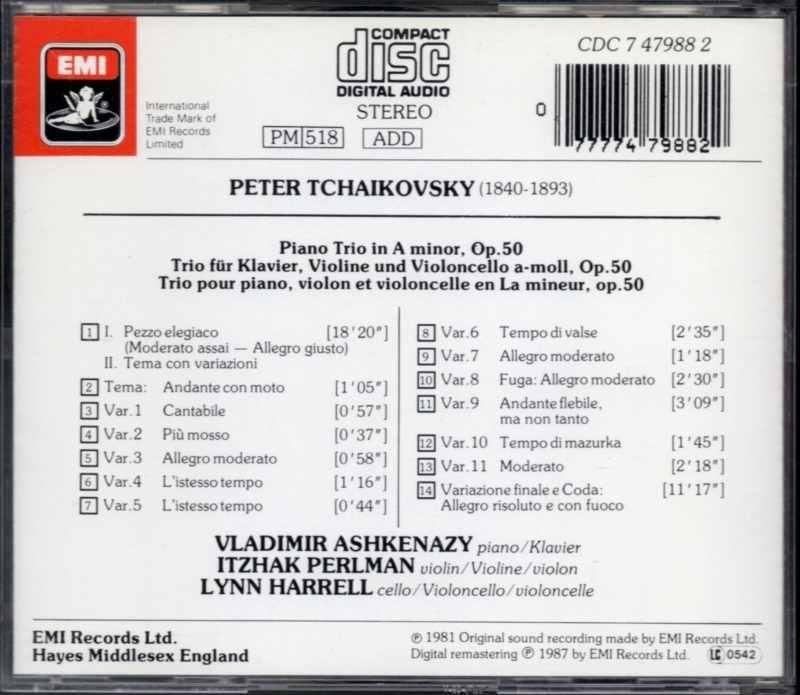 EMI
International
Trade Mark of
EMI Records
Limited
COMPACT
disc
DIGITAL AUDIO
STEREO
PM 518 ADD
CDC 7 47988 2
0
77774 79882
PETER TCHAIKOVSKY (1840-1893)
Piano Trio in A minor, Op.50
Trio für Klavier, Violine und Violoncello a-moll, Op.50
Trio pour piano, violon et violoncelle en La mineur, op.50
1 I. Pezzo elegiaco [18'20"]
(Moderato assai — Allegro giusto)
II. Tema con variazioni
2 Tema: Andante con moto [1'05"]
3 Var.1 Cantabile [0'57"]
4 Var.2 Più mosso [0'37"]
5 Var.3 Allegro moderato [0'58"]
6 Var.4 L'istesso tempo [1'16"]
7 Var.5 L'istesso tempo [0'44"]
8 Var.6 Tempo di valse [2'35"]
9 Var.7 Allegro moderato [1'18"]
10 Var.8 Fuga: Allegro moderato [2'30"]
11 Var.9 Andante flebile, [3'09"]
ma non tanto
12 Var.10 Tempo di mazurka [1'45"]
13 Var.11 Moderato [2'18"]
14 Variazione finale e Coda: [11'17"]
Allegro risoluto e con fuoco
VLADIMIR ASHKENAZY piano/Klavier
ITZHAK PERLMAN violin/Violine/violon
LYNN HARRELL cello/Violoncello/violoncelle
EMI Records Ltd.
Hayes Middlesex England
℗ 1981 Original sound recording made by EMI Records Ltd.
Digital remastering ℗ 1987 by EMI Records Ltd. LC 0542